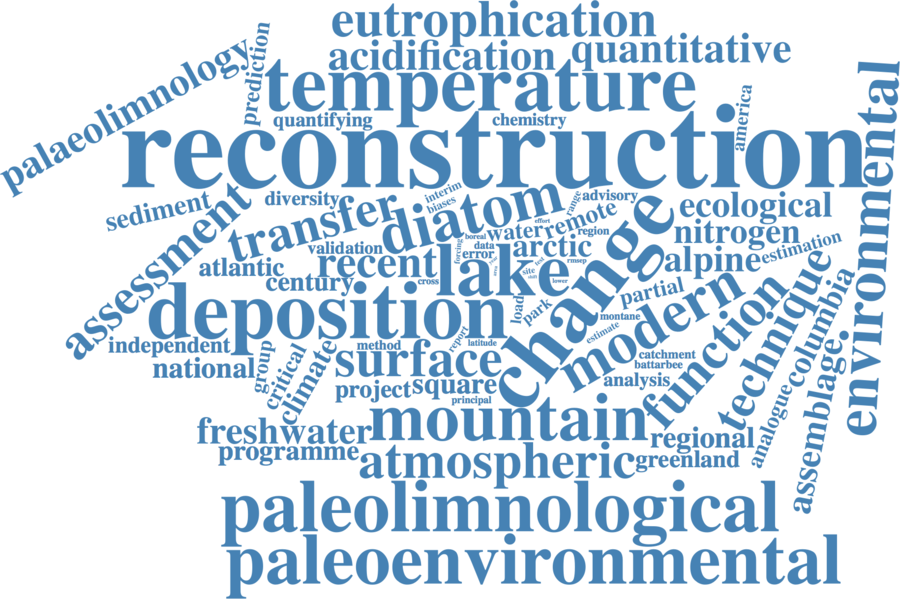 eutrophication
acidification
quantitative
prediction
temperature
palaeolimnology
quantifying
chemistry
america
reconstruction
environmental
sediment
diversity
interim
biases
range
advisory
assessment
transfer
diatom
effort
water
remote
region
ecological
nitrogen
validation
forcing
boreal
data
error
arctic
change
alpine
estimation
atlantic
recent
lake
test
rmsep
site
century
cross
lower
deposition
load
park
partial
modern
function
technique
columbia
montane
estimate
independent
method
report
latitude
national
group
critical
climate
surface
catchment
battarbee
project
square
analysis
principal
analogue
assemblage
freshwater
mountain
regional
programme
atmospheric
greenland
paleolimnological
paleoenvironmental